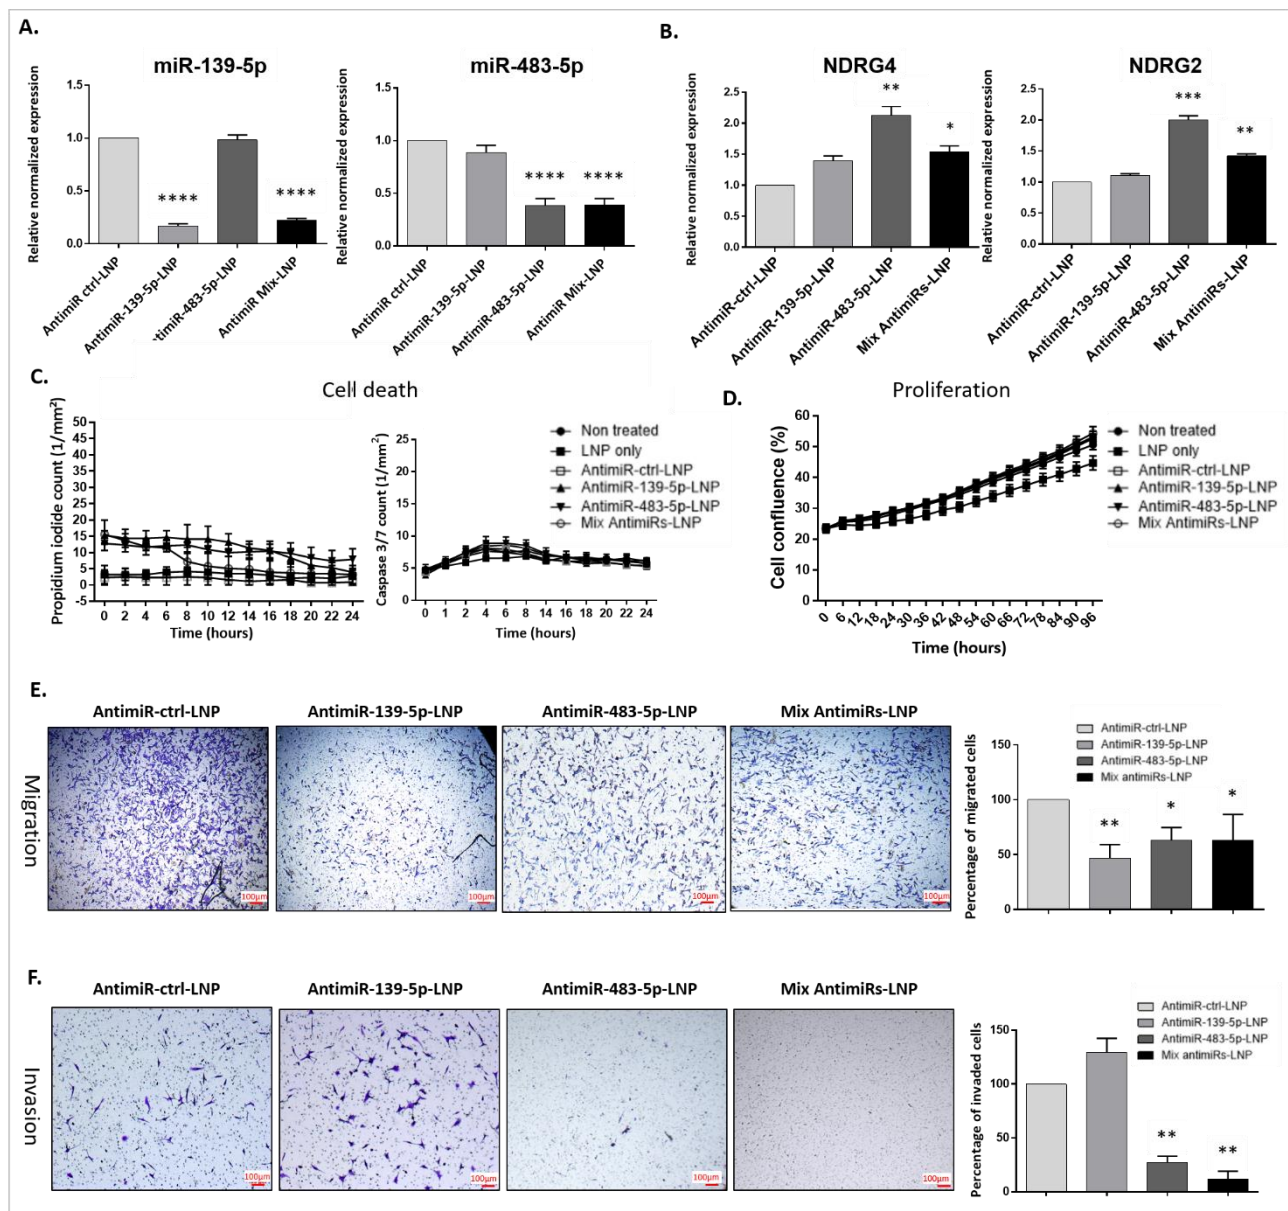 A.
miR-139-5p
Relative normalized expression
1.5
1.0
0.5
0.0
****
****
AntimiR ctrl-LNP
AntimiR-139-5p-LNP
ntimiR-483-5p-LNP
AntimiR Mix-LNP
miR-483-5p
Relative normalized expression
1.5
1.0
0.5
0.0
****
****
AntimiR ctrl-LNP
AntimiR-139-5p-LNP
AntimiR-483-5p-LNP
AntimiR Mix-LNP
B.
NDRG4
Relative normalized expression
2.5
2.0
1.5
1.0
0.5
0.0
**
*
AntimiR-ctrl-LNP
AntimiR-139-5p-LNP
AntimiR-483-5p-LNP
Mix AntimiRs-LNP
NDRG2
Relative normalized expression
2.5
2.0
1.5
1.0
0.5
0.0
***
**
AntimiR-ctrl-LNP
AntimiR-139-5p-LNP
AntimiR-483-5p-LNP
Mix AntimiRs-LNP
C.
Cell death
Propidium iodide count (1/mm²)
50
45
40
35
30
25
20
15
10
5
0
-5
0 2 4 6 8 10 12 14 16 18 20 22 24
Time (hours)
Caspase 3/7 count (1/mm²)
25
20
15
10
5
0
0 1 2 4 6 8 14 16 18 20 22 24
Time (hours)
Non treated
LNP only
AntimiR-ctrl-LNP
AntimiR-139-5p-LNP
AntimiR-483-5p-LNP
Mix AntimiRs-LNP
D.
Proliferation
Cell confluence (%)
60
50
40
30
20
10
0
0 6 12 18 24 30 36 42 48 54 60 66 72 78 84 90 96
Time (hours)
Non treated
LNP only
AntimiR-ctrl-LNP
AntimiR-139-5p-LNP
AntimiR-483-5p-LNP
Mix AntimiRs-LNP
E.
Migration
AntimiR-ctrl-LNP
AntimiR-139-5p-LNP
AntimiR-483-5p-LNP
Mix AntimiRs-LNP
100µm
100µm
100µm
100µm
Percentage of migrated cells
150
100
50
0
AntimiR-ctrl-LNP
AntimiR-139-5p-LNP
AntimiR-483-5p-LNP
Mix antimiRs-LNP
**
*
*
F.
Invasion
AntimiR-ctrl-LNP
AntimiR-139-5p-LNP
AntimiR-483-5p-LNP
Mix AntimiRs-LNP
100µm
100µm
100µm
100µm
Percentage of invaded cells
150
100
50
0
AntimiR-ctrl-LNP
AntimiR-139-5p-LNP
AntimiR-483-5p-LNP
Mix antimiRs-LNP
**
**